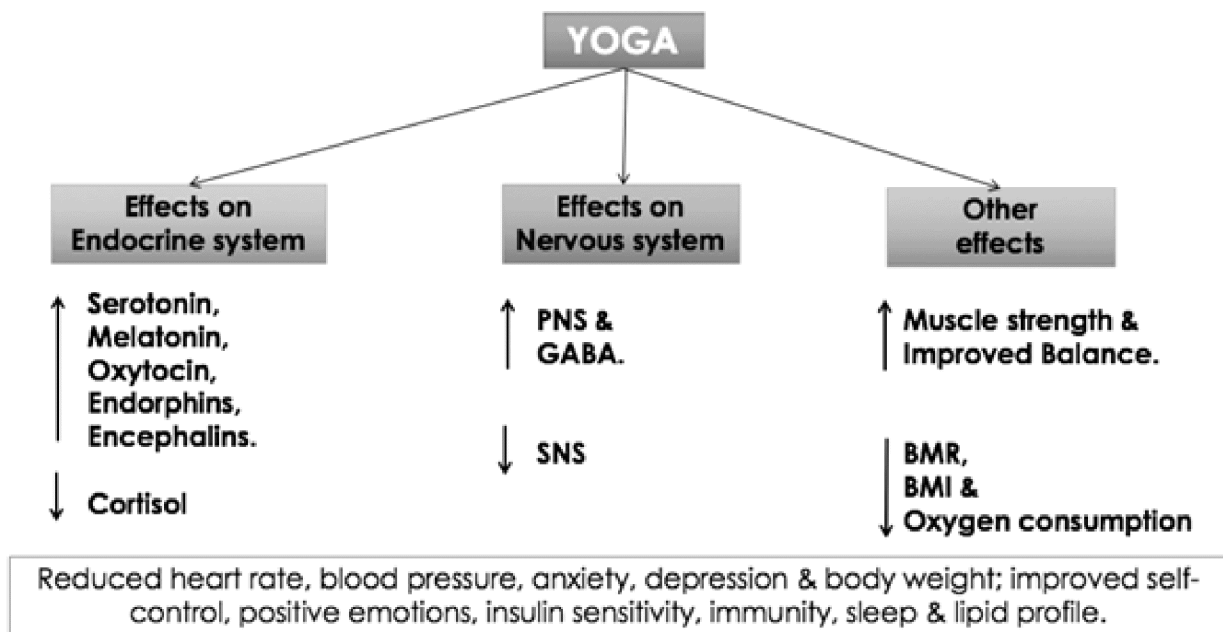 YOGA
Effects on
Endocrine system
Serotonin,
Melatonin,
Oxytocin,
Endorphins,
Encephalins.
Cortisol
Effects on
Nervous system
PNS &
GABA.
SNS
Other
effects
Muscle strength &
Improved Balance.
BMR,
BMI &
Oxygen consumption
Reduced heart rate, blood pressure, anxiety, depression & body weight; improved self-
control, positive emotions, insulin sensitivity, immunity, sleep & lipid profile.